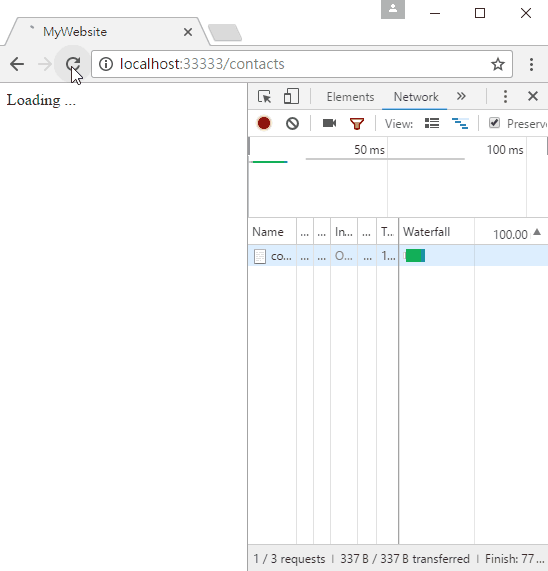 MyWebsite
localhost:33333/contacts
Loading ...
Elements Network
View: Preserv
50 ms 100 ms
Name ... ... In... ... T... Waterfall 100.00
co... ... ... O... ... 1...
1 / 3 requests | 337 B / 337 B transferred | Finish: 77 ...